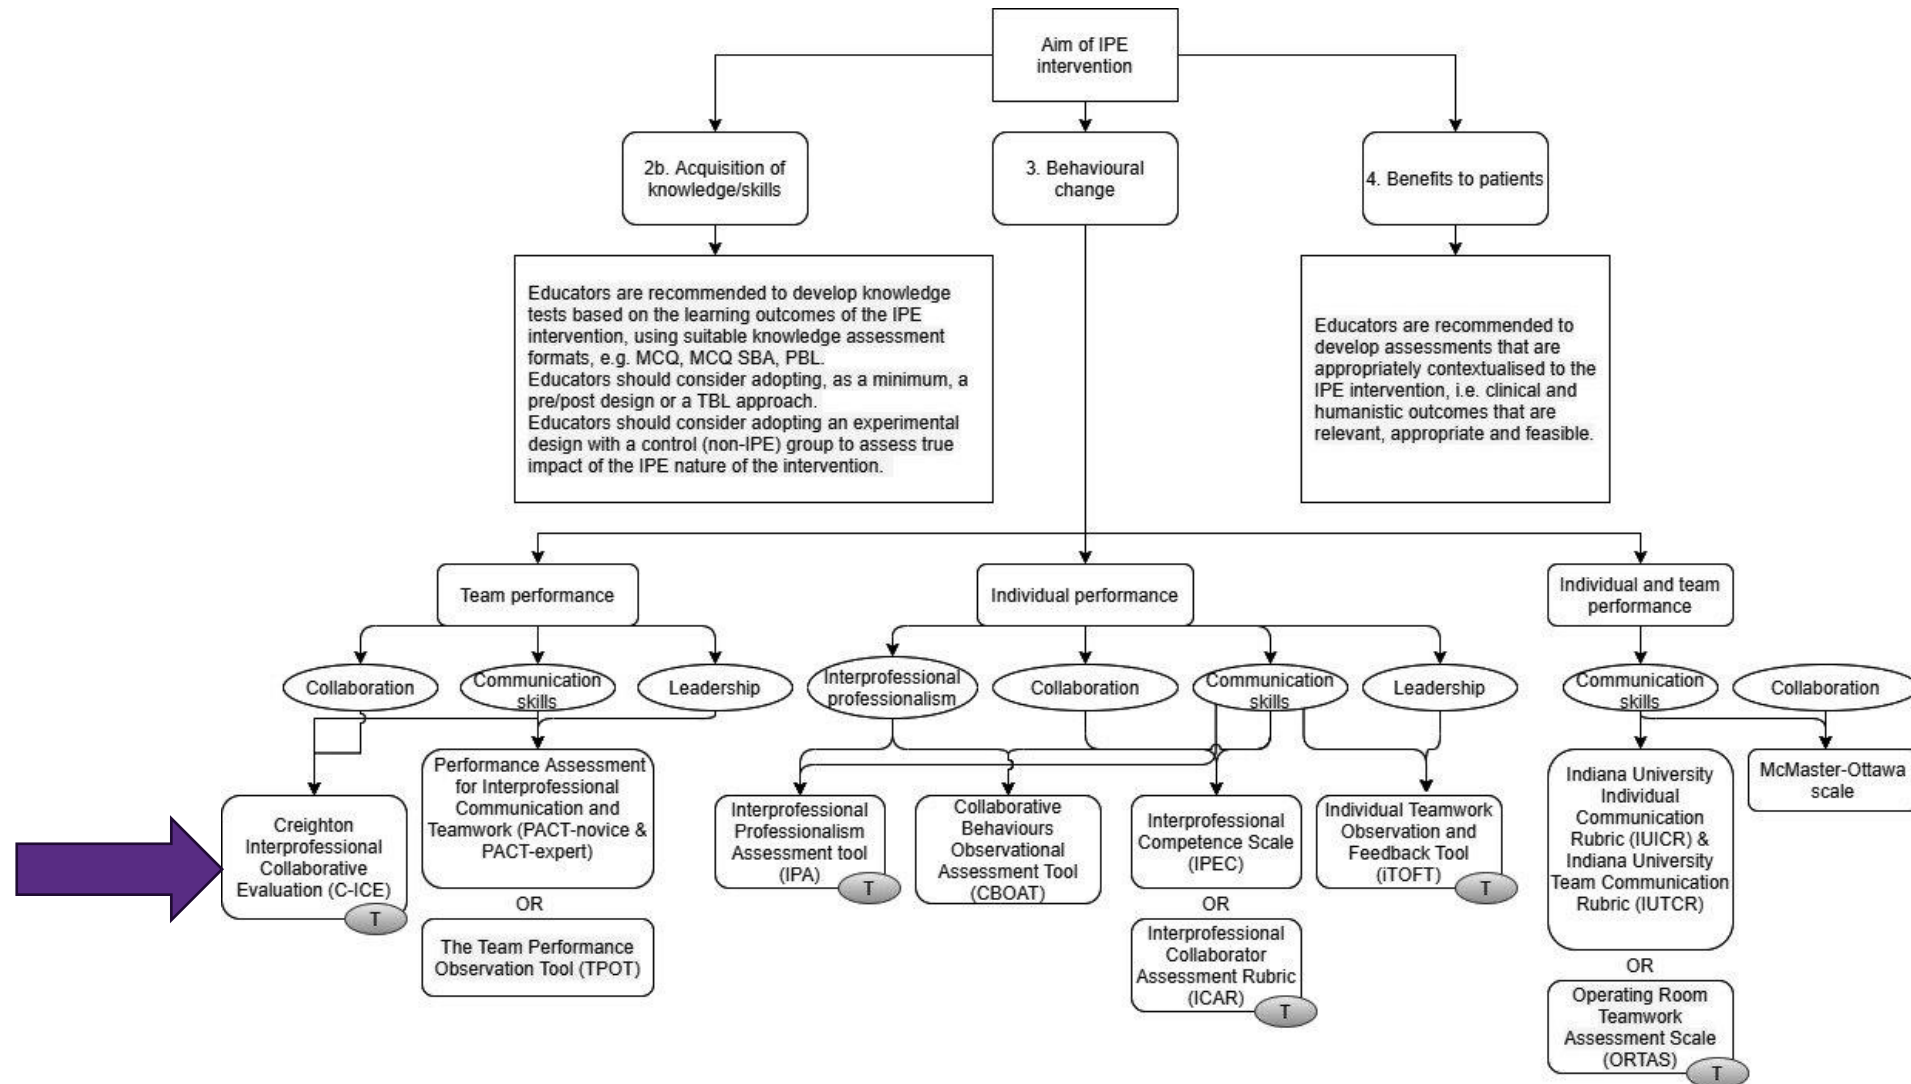 Aim of IPE
intervention
2b. Acquisition of
knowledge/skills
3. Behavioural
change
4. Benefits to patients
Educators are recommended to develop knowledge
tests based on the learning outcomes of the IPE
intervention, using suitable knowledge assessment
formats, e.g. MCQ, MCQ SBA, PBL.
Educators should consider adopting, as a minimum, a
pre/post design or a TBL approach.
Educators should consider adopting an experimental
design with a control (non-IPE) group to assess true
impact of the IPE nature of the intervention.
Educators are recommended to
develop assessments that are
appropriately contextualised to the
IPE intervention, i.e. clinical and
humanistic outcomes that are
relevant, appropriate and feasible.
Team performance
Individual performance
Individual and team
performance
Collaboration
Communication
skills
Leadership
Interprofessional
professionalism
Collaboration
Communication
skills
Leadership
Communication
skills
Collaboration
Creighton
Interprofessional
Collaborative
Evaluation (C-ICE)
T
Performance Assessment
for Interprofessional
Communication and
Teamwork (PACT-novice &
PACT-expert)
OR
The Team Performance
Observation Tool (TPOT)
Interprofessional
Professionalism
Assessment tool
(IPA)
T
Collaborative
Behaviours
Observational
Assessment Tool
(CBOAT)
Interprofessional
Competence Scale
(IPEC)
OR
Interprofessional
Collaborator
Assessment Rubric
(ICAR)
T
Individual Teamwork
Observation and
Feedback Tool
(iTOFT)
T
Indiana University
Individual
Communication
Rubric (IUICR) &
Indiana University
Team Communication
Rubric (IUTCR)
OR
Operating Room
Teamwork
Assessment Scale
(ORTAS)
T
McMaster-Ottawa
scale